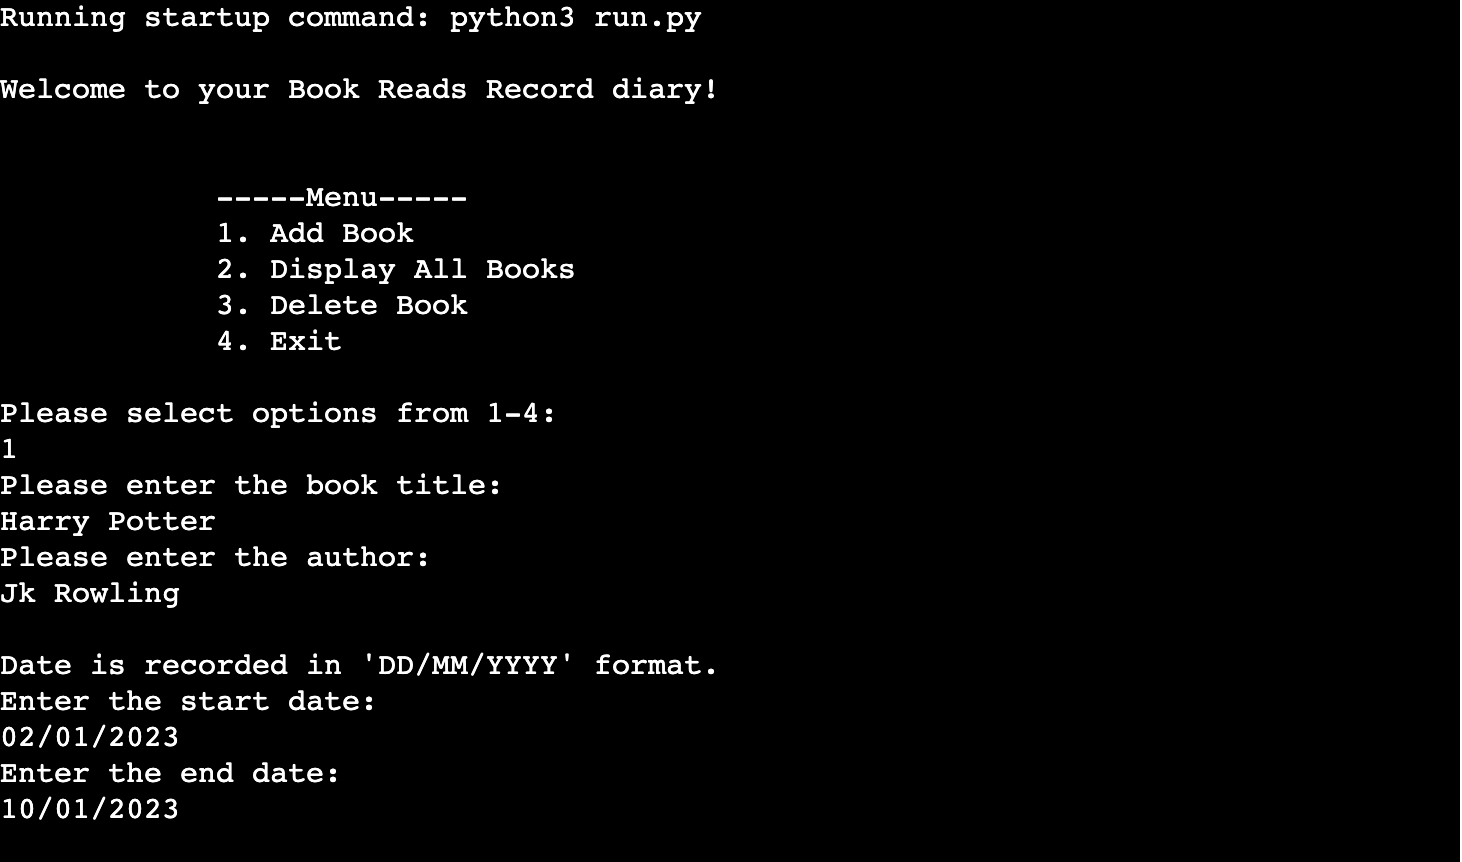 Running startup command: python3 run.py
Welcome to your Book Reads Record diary!
-----Menu-----
1. Add Book
2. Display All Books
3. Delete Book
4. Exit
Please select options from 1-4:
1
Please enter the book title:
Harry Potter
Please enter the author:
Jk Rowling
Date is recorded in 'DD/MM/YYYY' format.
Enter the start date:
02/01/2023
Enter the end date:
10/01/2023